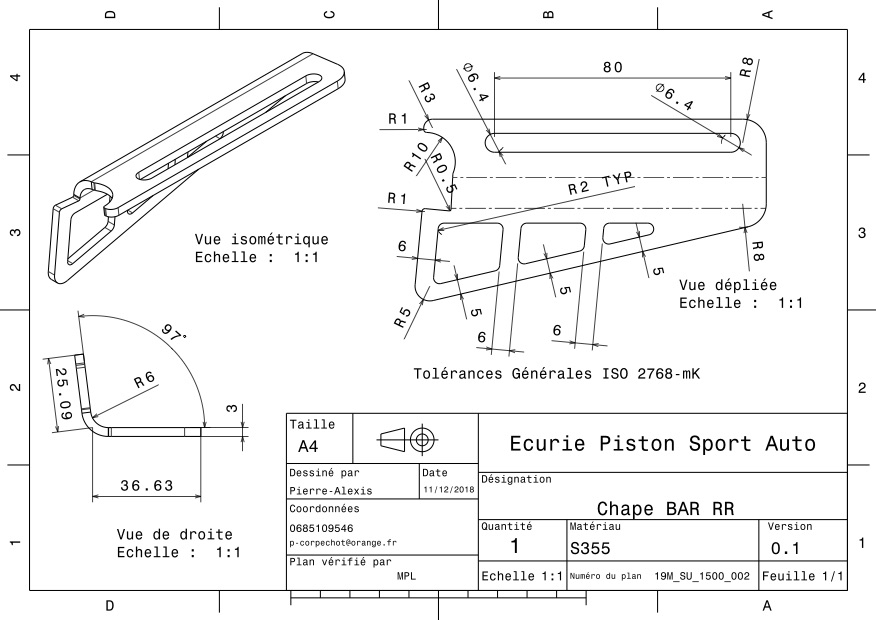 D
C
B
A
4
4
3
3
2
2
1
1
80
R8
Ø6.4
Ø6.4
R3
R1
R10
R0.5
R2 TYP
R1
6
R5
5
5
5
6
6
R8
Vue isométrique
Echelle : 1:1
Vue dépliée
Echelle : 1:1
97°
R6
25.09
3
36.63
Vue de droite
Echelle : 1:1
Tolérances Générales ISO 2768-mK
Taille
A4
Ecurie Piston Sport Auto
Dessiné par
Pierre-Alexis
Date
11/12/2018
Désignation
Chape BAR RR
Coordonnées
0685109546
p-corpechot@orange.fr
Quantité
1
Matériau
S355
Version
0.1
Plan vérifié par
MPL
Echelle 1:1
Numéro du plan 19M_SU_1500_002
Feuille 1/1
D
A